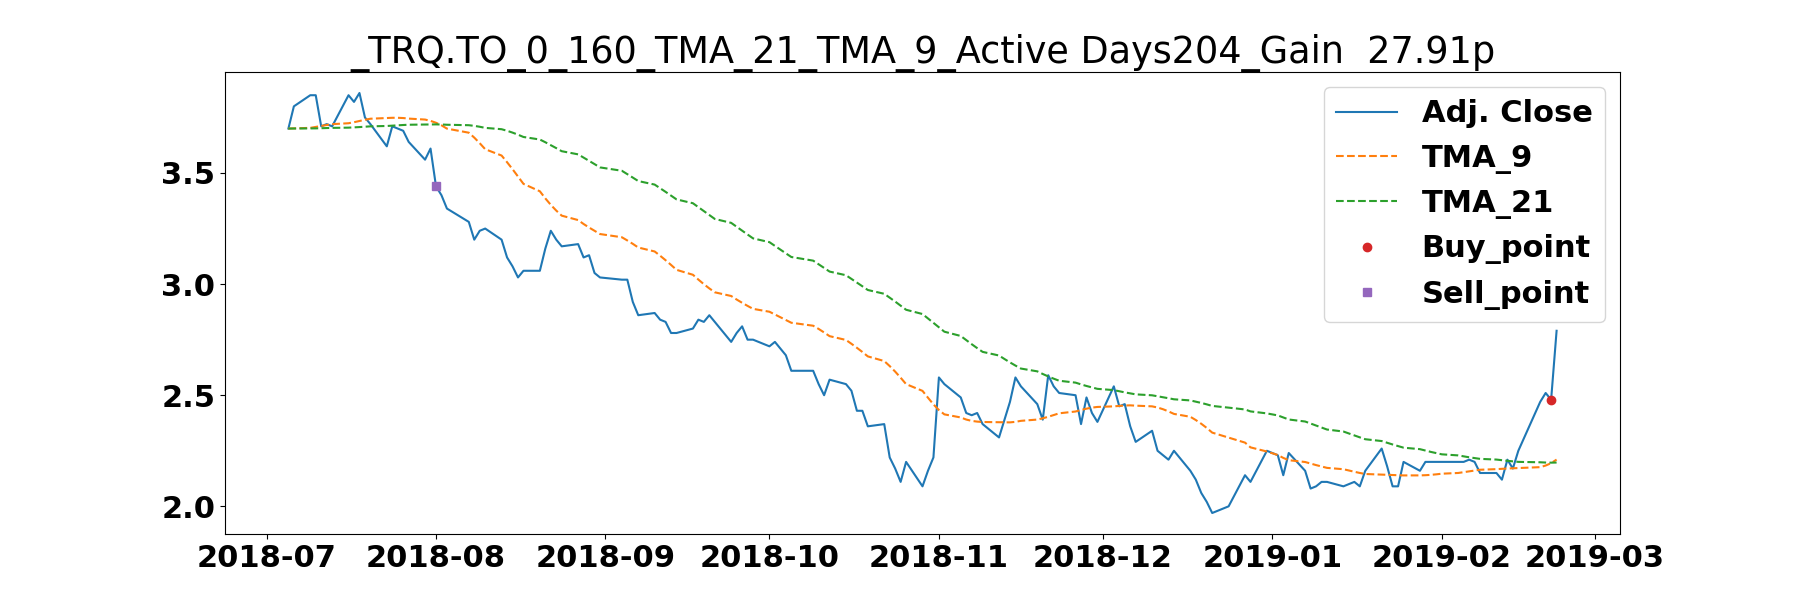 _TRQ.TO_0_160_TMA_21_TMA_9_Active Days204_Gain  27.91p
Adj. Close
TMA_9
TMA_21
Buy_point
Sell_point
3.5
3.0
2.5
2.0
2018-07 2018-08 2018-09 2018-10 2018-11 2018-12 2019-01 2019-02 2019-03